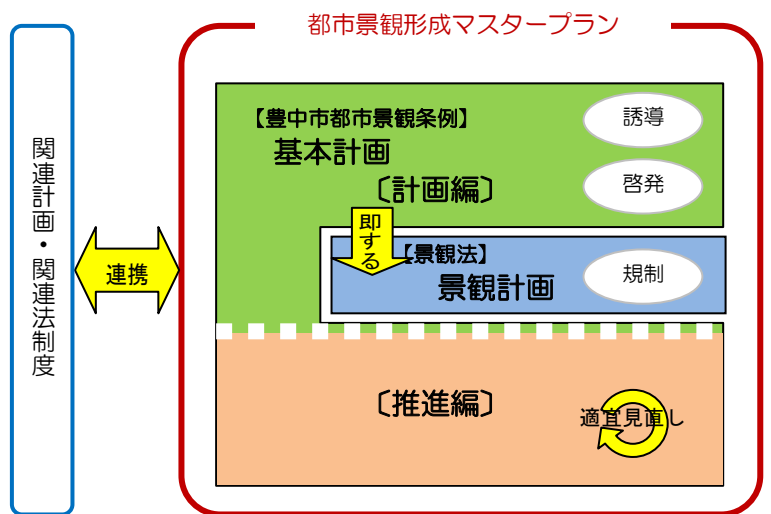 都市景観形成マスタープラン
関連計画・関連法制度
連携
【豊中市都市景観条例】
基本計画
〔計画編〕
誘導
啓発
即する
【景観法】
景観計画
規制
〔推進編〕
適宜見直し